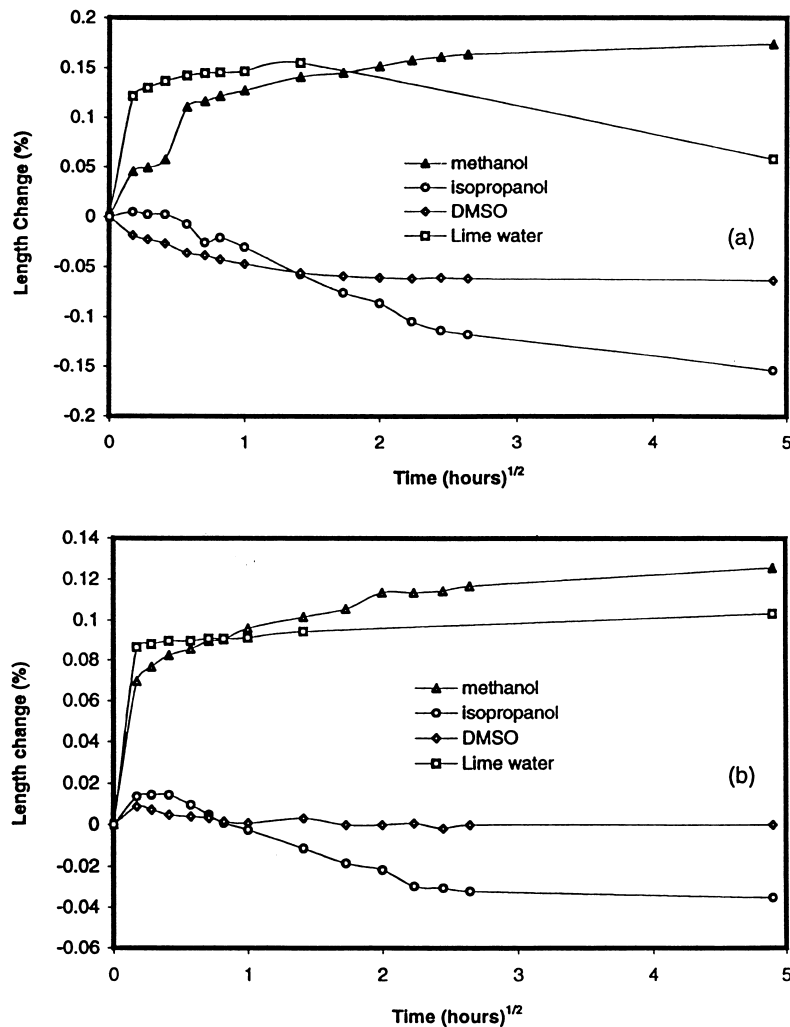 0.2
0.15
0.1
0.05
0
-0.05
-0.1
-0.15
-0.2
Length Change (%)
methanol
isopropanol
DMSO
Lime water
(a)
0 1 2 3 4 5
Time (hours)1/2
0.14
0.12
0.1
0.08
0.06
0.04
0.02
0
-0.02
-0.04
-0.06
Length change (%)
methanol
isopropanol
DMSO
Lime water
(b)
0 1 2 3 4 5
Time (hours)1/2